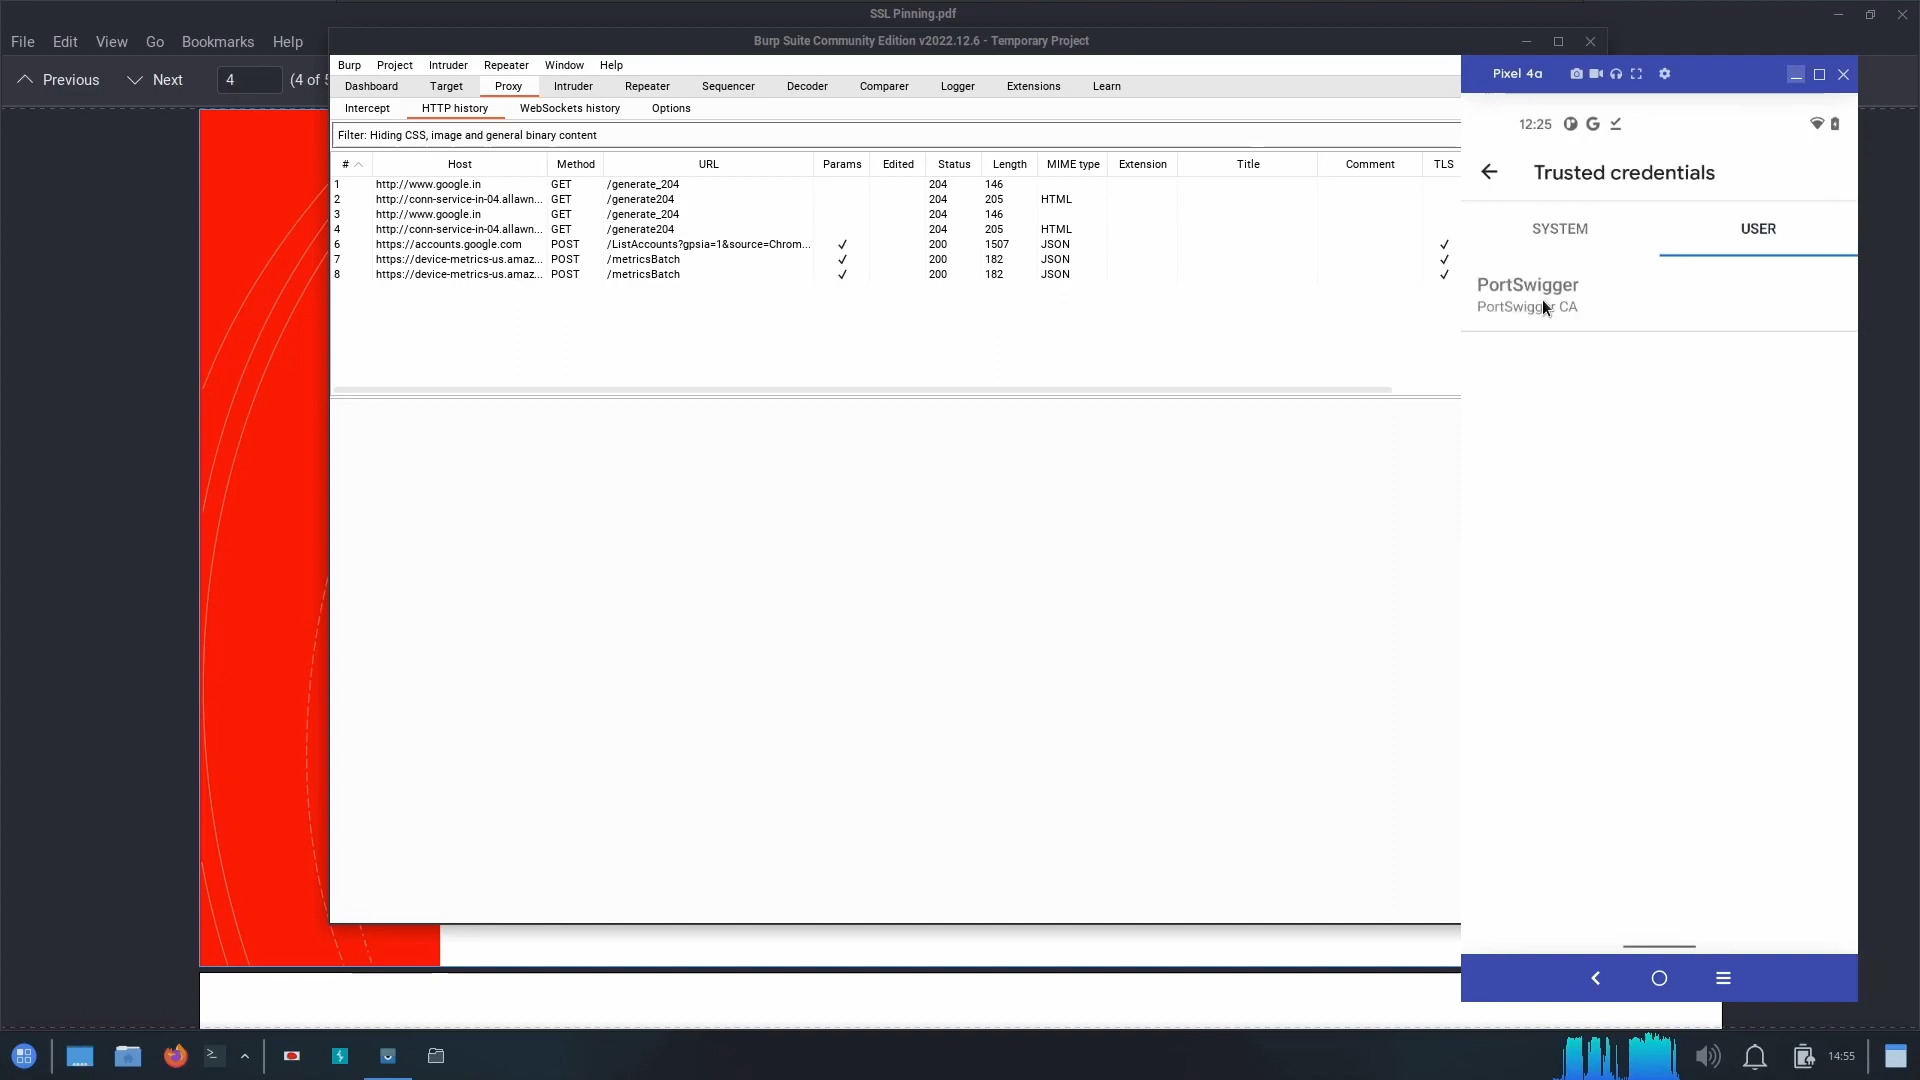 SSL Pinning.pdf
File Edit View Go Bookmarks Help
Previous Next 4 (4 of
Burp Suite Community Edition v2022.12.6 - Temporary Project
Burp Project Intruder Repeater Window Help
Dashboard Target Proxy Intruder Repeater Sequencer Decoder Comparer Logger Extensions Learn
Intercept HTTP history WebSockets history Options
Filter: Hiding CSS, image and general binary content
# Host Method URL Params Edited Status Length MIME type Extension Title Comment TLS
1 http://www.google.in GET /generate_204 204 146
2 http://conn-service-in-04.allawn... GET /generate204 204 205 HTML
3 http://www.google.in GET /generate_204 204 146
4 http://conn-service-in-04.allawn... GET /generate204 204 205 HTML
6 https://accounts.google.com POST /ListAccounts?gpsia=1&source=Chrom... ✓ 200 1507 JSON ✓
7 https://device-metrics-us.amaz... POST /metricsBatch ✓ 200 182 JSON ✓
8 https://device-metrics-us.amaz... POST /metricsBatch ✓ 200 182 JSON ✓
Pixel 4a
12:25
Trusted credentials
SYSTEM USER
PortSwigger
PortSwigger CA
14:55